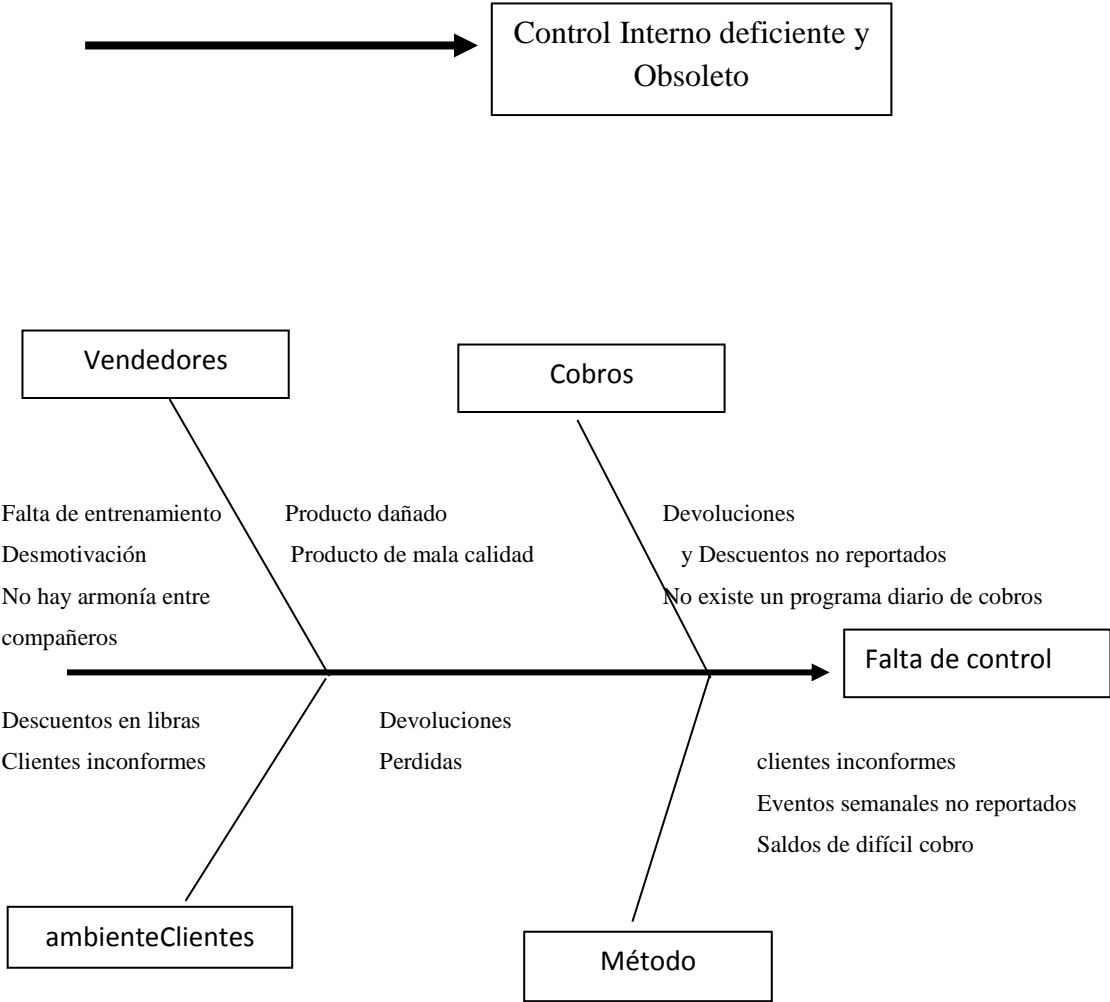 Control Interno deficiente y
Obsoleto
Vendedores
Cobros
Falta de entrenamiento
Desmotivación
No hay armonía entre
compañeros
Producto dañado
Producto de mala calidad
Devoluciones
y Descuentos no reportados
No existe un programa diario de cobros
Falta de control
Descuentos en libras
Clientes inconformes
Devoluciones
Perdidas
clientes inconformes
Eventos semanales no reportados
Saldos de difícil cobro
ambienteClientes
Método